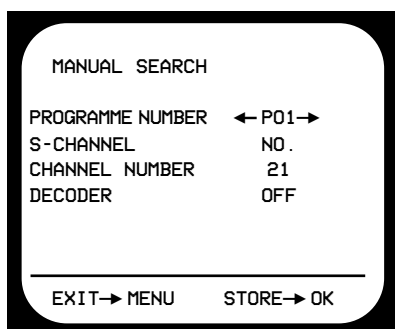 MANUAL SEARCH
PROGRAMME NUMBER ←P01→
S-CHANNEL NO.
CHANNEL NUMBER 21
DECODER OFF
EXIT→ MENU STORE→ OK